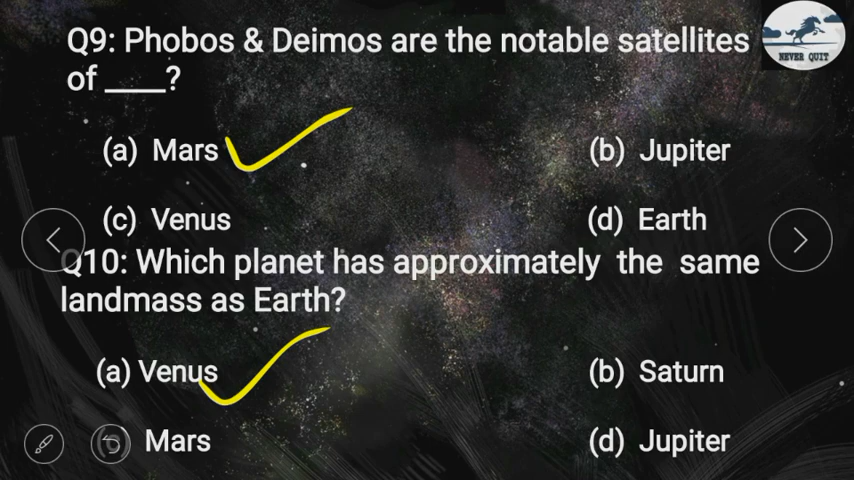 Q9: Phobos & Deimos are the notable satellites
of ____?
(a) Mars
(b) Jupiter
(c) Venus
(d) Earth
Q10: Which planet has approximately the same
landmass as Earth?
(a) Venus
(b) Saturn
Mars
(d) Jupiter
NEVER QUIT